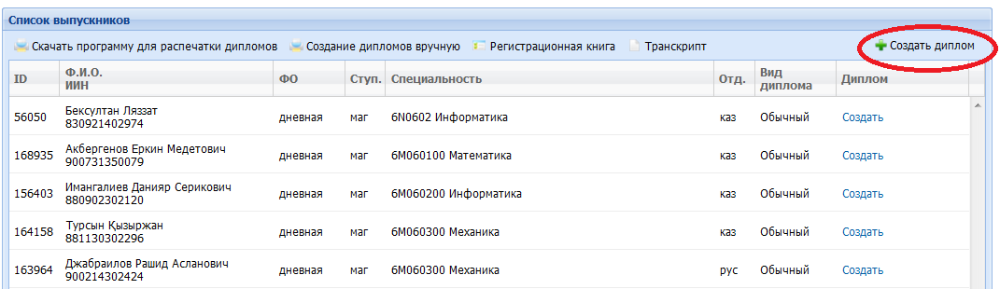 Список выпускников
Скачать программу для распечатки дипломов Создание дипломов вручную Регистрационная книга Транскрипт Создать диплом
ID Ф.И.О. ИИН ФО Ступ. Специальность Отд. Вид диплома Диплом
56050 Бексултан Ляззат 830921402974 дневная маг 6N0602 Информатика каз Обычный Создать
168935 Акбергенов Еркин Медетович 900731350079 дневная маг 6M060100 Математика каз Обычный Создать
156403 Имангалиев Данияр Серикович 880902302120 дневная маг 6M060200 Информатика каз Обычный Создать
164158 Турсын Қызыржан 881130302296 дневная маг 6M060300 Механика каз Обычный Создать
163964 Джабраилов Рашид Асланович 900214302424 дневная маг 6M060300 Механика рус Обычный Создать